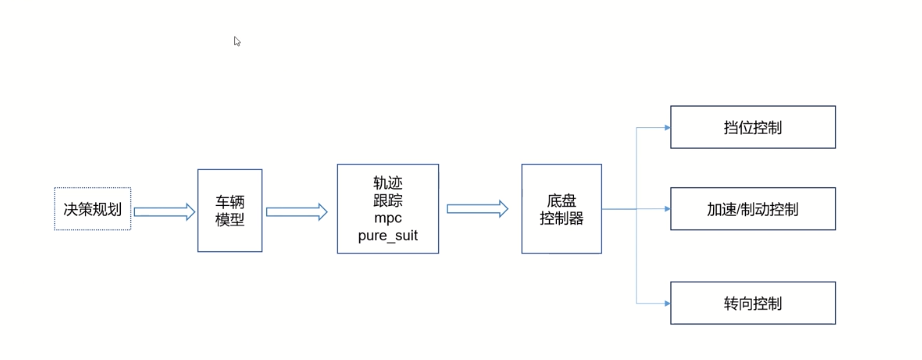 决策规划
车辆
模型
轨迹
跟踪
mpc
pure_suit
底盘
控制器
挡位控制
加速/制动控制
转向控制